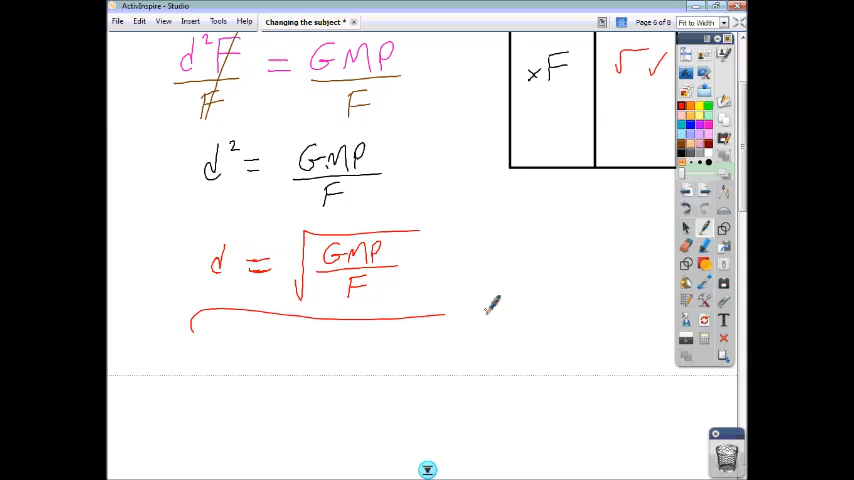 ActivInspire - Studio
File Edit View Insert Tools Help Changing the subject * Page 6 of 8 Fit to Width
d²F / F = GMP / F
×F √ ✓
d² = GMP / F
d = √(GMP / F)